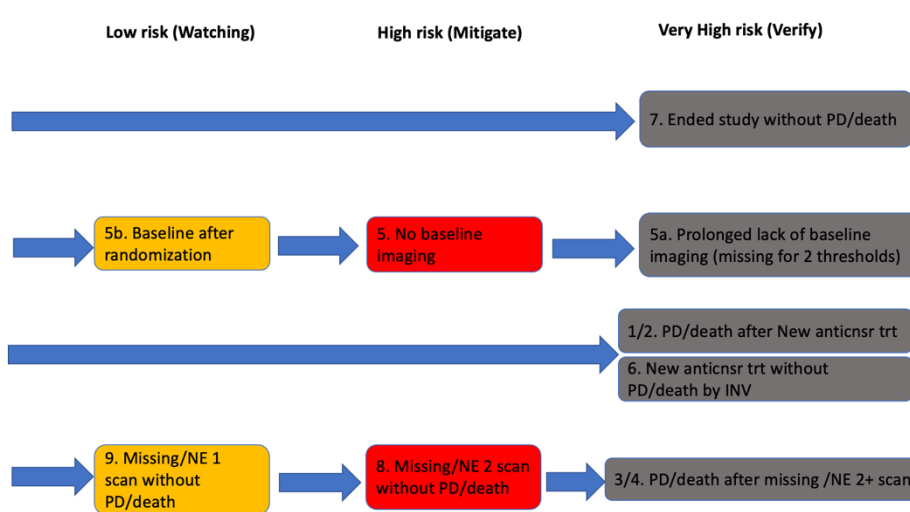 Low risk (Watching)
High risk (Mitigate)
Very High risk (Verify)
7. Ended study without PD/death
5b. Baseline after
randomization
5. No baseline
imaging
5a. Prolonged lack of baseline
imaging (missing for 2 thresholds)
1/2. PD/death after New anticnsr trt
6. New anticnsr trt without
PD/death by INV
9. Missing/NE 1
scan without
PD/death
8. Missing/NE 2 scan
without PD/death
3/4. PD/death after missing /NE 2+ scan